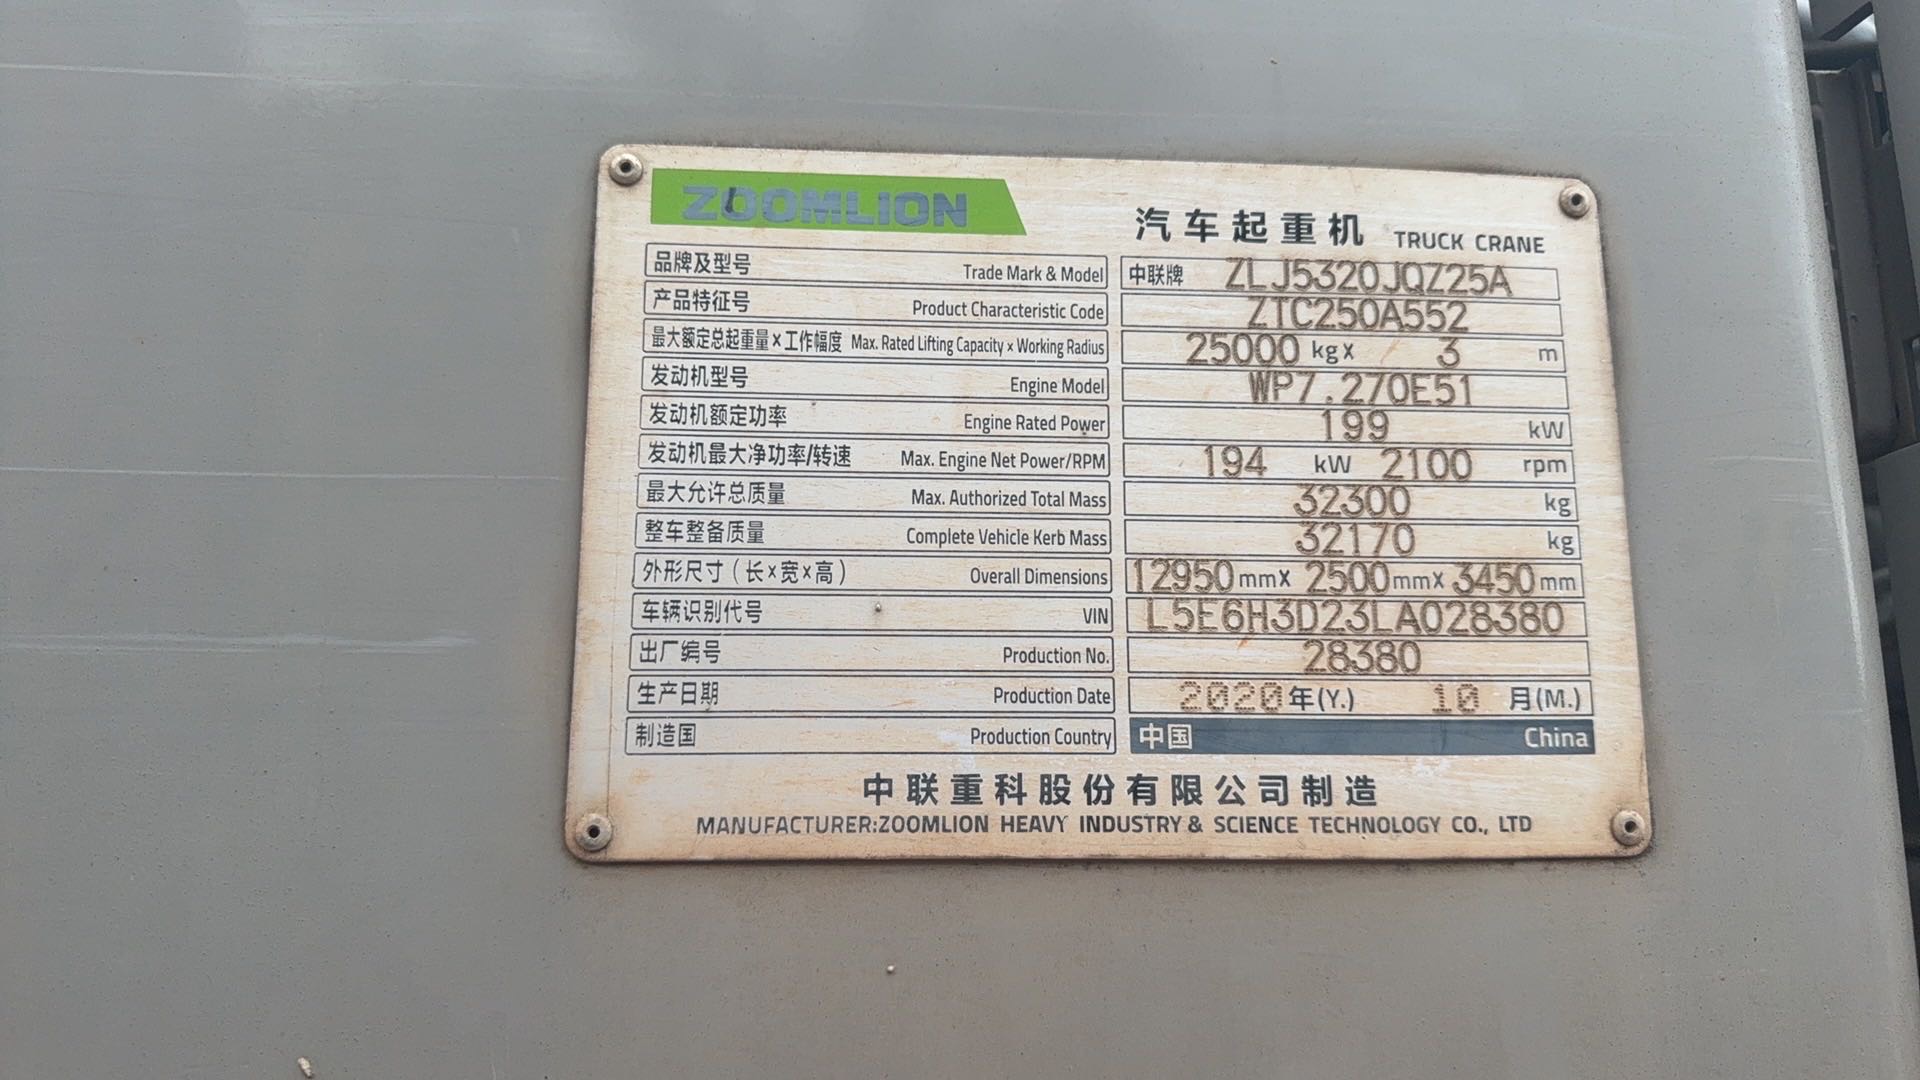 ZOOMLION
汽车起重机 TRUCK CRANE
品牌及型号 Trade Mark & Model 中联牌 ZLJ5320JQZ25A
产品特征号 Product Characteristic Code ZTC250A552
最大额定总起重量×工作幅度 Max. Rated Lifting Capacity × Working Radius 25000 kg x 3 m
发动机型号 Engine Model WP7.270E51
发动机额定功率 Engine Rated Power 199 kW
发动机最大净功率/转速 Max. Engine Net Power/RPM 194 kW 2100 rpm
最大允许总质量 Max. Authorized Total Mass 32300 kg
整车整备质量 Complete Vehicle Kerb Mass 32170 kg
外形尺寸（长×宽×高） Overall Dimensions 12950 mmx 2500 mmx 3450 mm
车辆识别代号 VIN L5E6H3D23LA028380
出厂编号 Production No. 28380
生产日期 Production Date 2020 年(Y.) 10 月(M.)
制造国 Production Country 中国 China
中联重科股份有限公司制造
MANUFACTURER:ZOOMLION HEAVY INDUSTRY & SCIENCE TECHNOLOGY CO., LTD